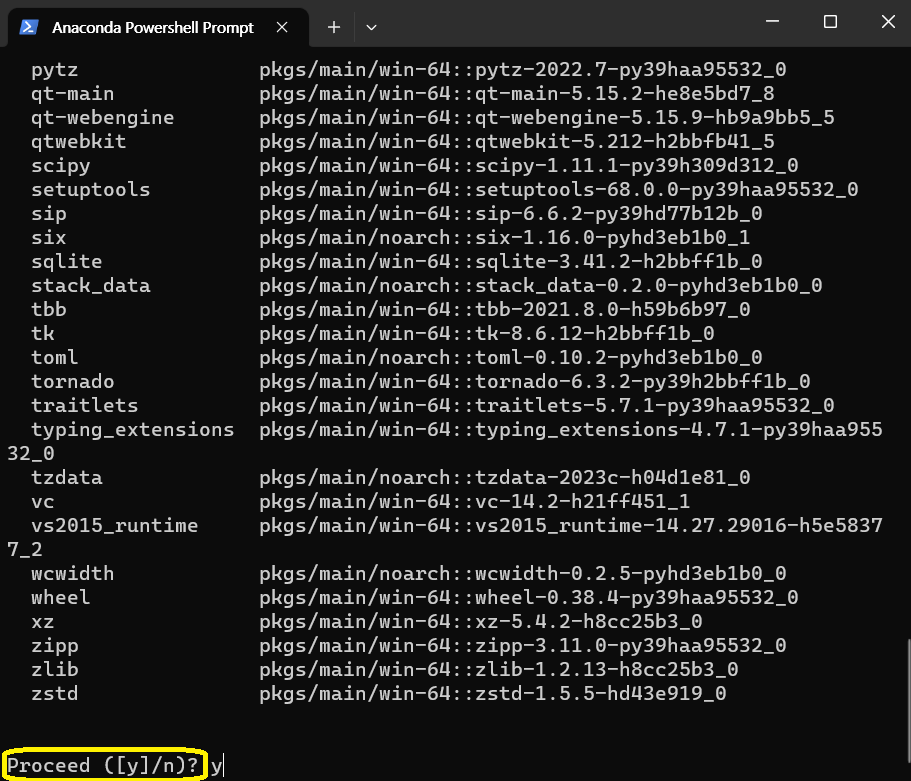 Anaconda Powershell Prompt
pytz pkgs/main/win-64::pytz-2022.7-py39haa95532_0
qt-main pkgs/main/win-64::qt-main-5.15.2-he8e5bd7_8
qt-webengine pkgs/main/win-64::qt-webengine-5.15.9-hb9a9bb5_5
qtwebkit pkgs/main/win-64::qtwebkit-5.212-h2bbfb41_5
scipy pkgs/main/win-64::scipy-1.11.1-py39h309d312_0
setuptools pkgs/main/win-64::setuptools-68.0.0-py39haa95532_0
sip pkgs/main/win-64::sip-6.6.2-py39hd77b12b_0
six pkgs/main/noarch::six-1.16.0-pyhd3eb1b0_1
sqlite pkgs/main/win-64::sqlite-3.41.2-h2bbff1b_0
stack_data pkgs/main/noarch::stack_data-0.2.0-pyhd3eb1b0_0
tbb pkgs/main/win-64::tbb-2021.8.0-h59b6b97_0
tk pkgs/main/win-64::tk-8.6.12-h2bbff1b_0
toml pkgs/main/noarch::toml-0.10.2-pyhd3eb1b0_0
tornado pkgs/main/win-64::tornado-6.3.2-py39h2bbff1b_0
traitlets pkgs/main/win-64::traitlets-5.7.1-py39haa95532_0
typing_extensions pkgs/main/win-64::typing_extensions-4.7.1-py39haa955
32_0
tzdata pkgs/main/noarch::tzdata-2023c-h04d1e81_0
vc pkgs/main/win-64::vc-14.2-h21ff451_1
vs2015_runtime pkgs/main/win-64::vs2015_runtime-14.27.29016-h5e5837
7_2
wcwidth pkgs/main/noarch::wcwidth-0.2.5-pyhd3eb1b0_0
wheel pkgs/main/win-64::wheel-0.38.4-py39haa95532_0
xz pkgs/main/win-64::xz-5.4.2-h8cc25b3_0
zipp pkgs/main/win-64::zipp-3.11.0-py39haa95532_0
zlib pkgs/main/win-64::zlib-1.2.13-h8cc25b3_0
zstd pkgs/main/win-64::zstd-1.5.5-hd43e919_0
Proceed ([y]/n)? y